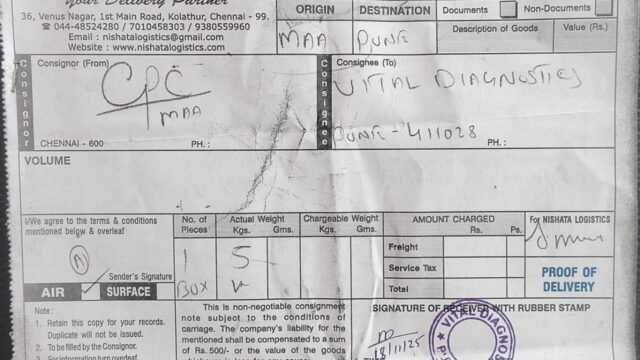 Your Delivery Partner
36, Venus Nagar, 1st Main Road, Kolathur, Chennai - 99.
044-48524280 / 7010458303 / 9380559960
Email : nishatalogistics@gmail.com
Website : www.nishatalogistics.com
ORIGIN
MAA
DESTINATION
PUNE
Documents
Non-Documents
Description of Goods
Value (Rs.)
Consignor
Consignor (From)
CPC
MAA
CHENNAI - 600
PH. :
Consignee
Consignee (To)
VITAL DIAGNOSTICS
PUNE - 411028
PH. :
VOLUME
I/We agree to the terms & conditions
mentioned below & overleaf
Sender's Signature
AIR
SURFACE
No. of
Pieces
1
BOX
Actual Weight
Kgs.
Gms.
5
Chargeable Weight
Kgs.
Gms.
AMOUNT CHARGED
Rs.
Ps.
Freight
Service Tax
Total
For NISHATA LOGISTICS
PROOF OF
DELIVERY
Note :
1. Retain this copy for your records.
Duplicate will not be issued.
2. To be filled by the Consignor.
3. For information turn overleaf
This is non-negotiable consignment
note subject to the conditions of
carriage. The company's liability for the
mentioned shall be compensated to a
sum of Rs. 500/- or the value of the goods
SIGNATURE OF RECEIVER WITH RUBBER STAMP
18/11/25
VITAL DIAGNOS